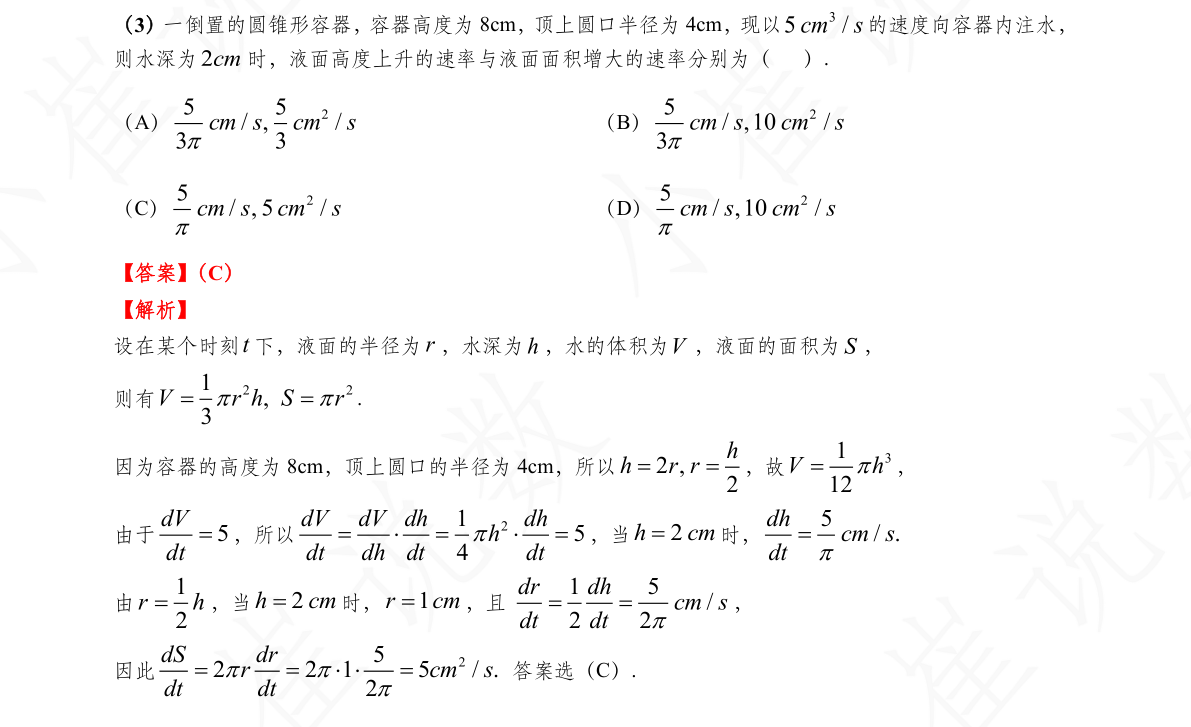 (3) 一倒置的圆锥形容器，容器高度为 8cm，顶上圆口半径为 4cm，现以 5 cm³ / s 的速度向容器内注水，
则水深为 2cm 时，液面高度上升的速率与液面面积增大的速率分别为（ ）.
（A） 5/(3π) cm / s, 5/3 cm² / s （B） 5/(3π) cm / s, 10 cm² / s
（C） 5/π cm / s, 5 cm² / s （D） 5/π cm / s, 10 cm² / s
【答案】（C）
【解析】
设在某个时刻 t 下，液面的半径为 r ，水深为 h ，水的体积为 V ，液面的面积为 S ，
则有 V = 1/3 πr²h, S = πr² .
因为容器的高度为 8cm，顶上圆口的半径为 4cm，所以 h = 2r, r = h/2 ，故 V = 1/12 πh³ ，
由于 dV/dt = 5 ，所以 dV/dt = dV/dh · dh/dt = 1/4 πh² · dh/dt = 5 ，当 h = 2 cm 时， dh/dt = 5/π cm / s.
由 r = 1/2 h ，当 h = 2 cm 时， r = 1 cm ，且 dr/dt = 1/2 dh/dt = 5/(2π) cm / s ，
因此 dS/dt = 2πr dr/dt = 2π · 1 · 5/(2π) = 5cm² / s. 答案选（C）.
小崔说数